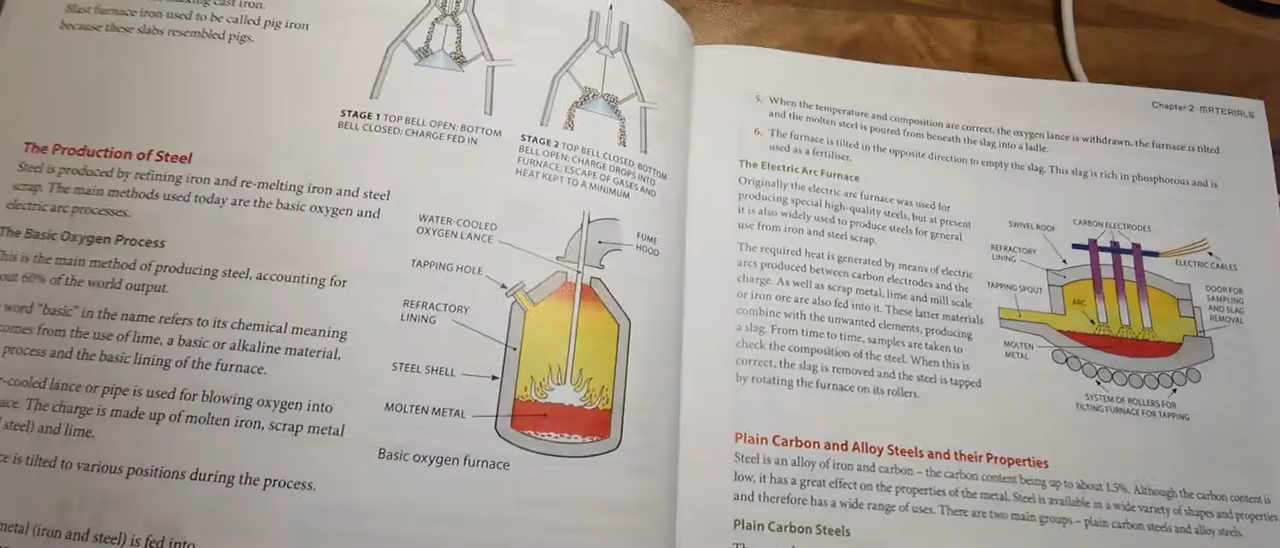 cast iron.
Blast furnace iron used to be called pig iron
because these slabs resembled pigs.
STAGE 1 TOP BELL OPEN; BOTTOM
BELL CLOSED; CHARGE FED IN
STAGE 2 TOP BELL CLOSED; BOTTOM
BELL OPEN; CHARGE DROPS INTO
FURNACE; ESCAPE OF GASES AND
HEAT KEPT TO A MINIMUM
The Production of Steel
Steel is produced by refining iron and re-melting iron and steel
scrap. The main methods used today are the basic oxygen and
electric arc processes.
The Basic Oxygen Process
This is the main method of producing steel, accounting for
out 60% of the world output.
word "basic" in the name refers to its chemical meaning
comes from the use of lime, a basic or alkaline material,
process and the basic lining of the furnace.
r-cooled lance or pipe is used for blowing oxygen into
ace. The charge is made up of molten iron, scrap metal
steel) and lime.
ce is tilted to various positions during the process.
metal (iron and steel) is fed into
WATER-COOLED
OXYGEN LANCE
FUME
HOOD
TAPPING HOLE
REFRACTORY
LINING
STEEL SHELL
MOLTEN METAL
Basic oxygen furnace
Chapter 2 MATERIALS
5. When the temperature and composition are correct, the oxygen lance is withdrawn, the furnace is tilted
and the molten steel is poured from beneath the slag into a ladle.
6. The furnace is tilted in the opposite direction to empty the slag. This slag is rich in phosphorous and is
used as a fertiliser.
The Electric Arc Furnace
Originally the electric arc furnace was used for
producing special high-quality steels, but at present
it is also widely used to produce steels for general
use from iron and steel scrap.
The required heat is generated by means of electric
arcs produced between carbon electrodes and the
charge. As well as scrap metal, lime and mill scale
or iron ore are also fed into it. These latter materials
combine with the unwanted elements, producing
a slag. From time to time, samples are taken to
check the composition of the steel. When this is
correct, the slag is removed and the steel is tapped
by rotating the furnace on its rollers.
SWIVEL ROOF
CARBON ELECTRODES
REFRACTORY
LINING
ELECTRIC CABLES
TAPPING SPOUT
ARC
DOOR FOR
SAMPLING
AND SLAG
REMOVAL
MOLTEN
METAL
SYSTEM OF ROLLERS FOR
TILTING FURNACE FOR TAPPING
Plain Carbon and Alloy Steels and their Properties
Steel is an alloy of iron and carbon – the carbon content being up to about 1.5%. Although the carbon content is
low, it has a great effect on the properties of the metal. Steel is available in a wide variety of shapes and properties
and therefore has a wide range of uses. There are two main groups – plain carbon steels and alloy steels.
Plain Carbon Steels